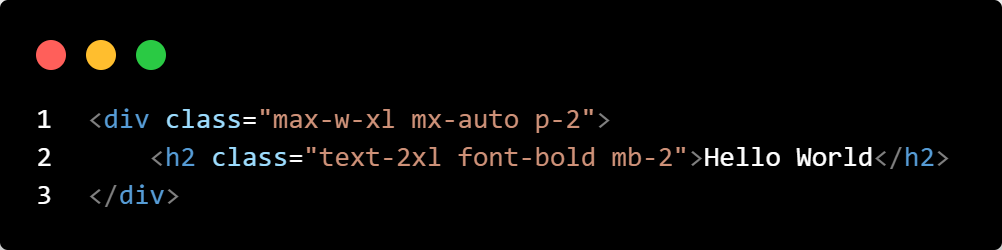 1 <div class="max-w-xl mx-auto p-2">
2     <h2 class="text-2xl font-bold mb-2">Hello World</h2>
3 </div>